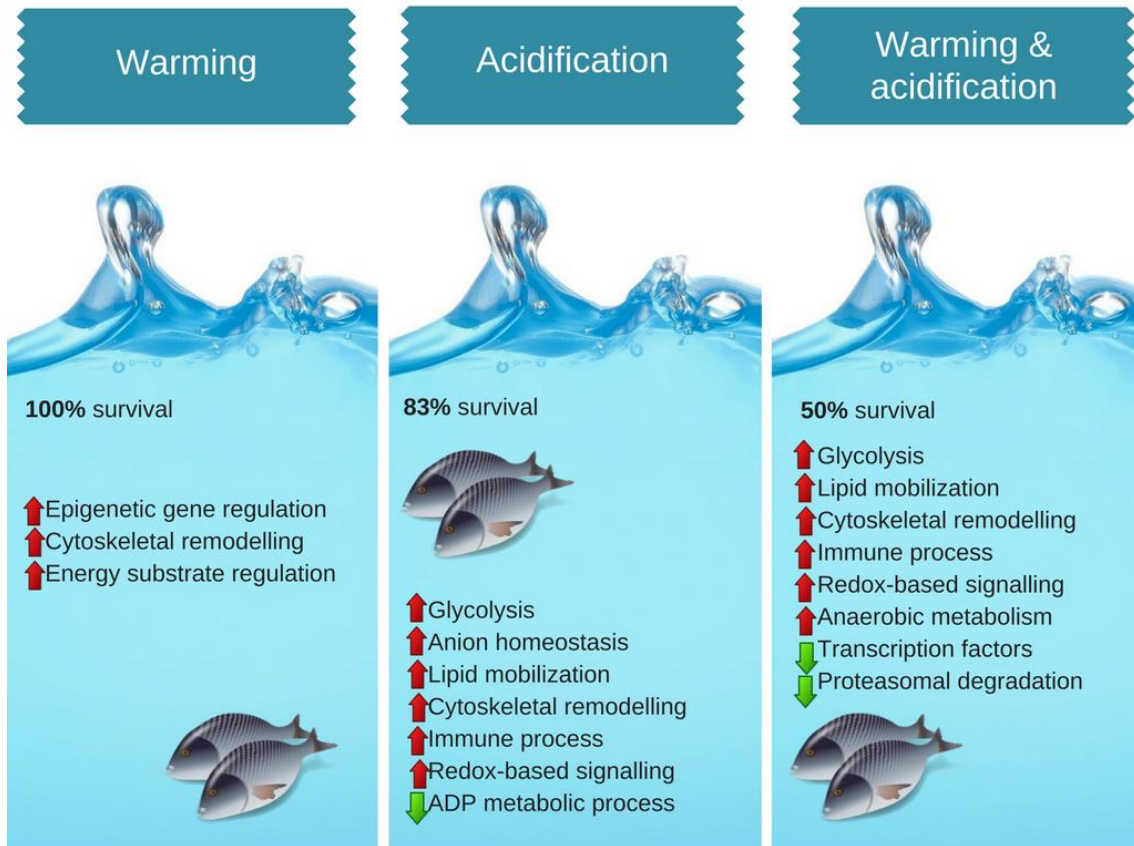 Warming
100% survival
Epigenetic gene regulation
Cytoskeletal remodelling
Energy substrate regulation
Acidification
83% survival
Glycolysis
Anion homeostasis
Lipid mobilization
Cytoskeletal remodelling
Immune process
Redox-based signalling
ADP metabolic process
Warming &
acidification
50% survival
Glycolysis
Lipid mobilization
Cytoskeletal remodelling
Immune process
Redox-based signalling
Anaerobic metabolism
Transcription factors
Proteasomal degradation